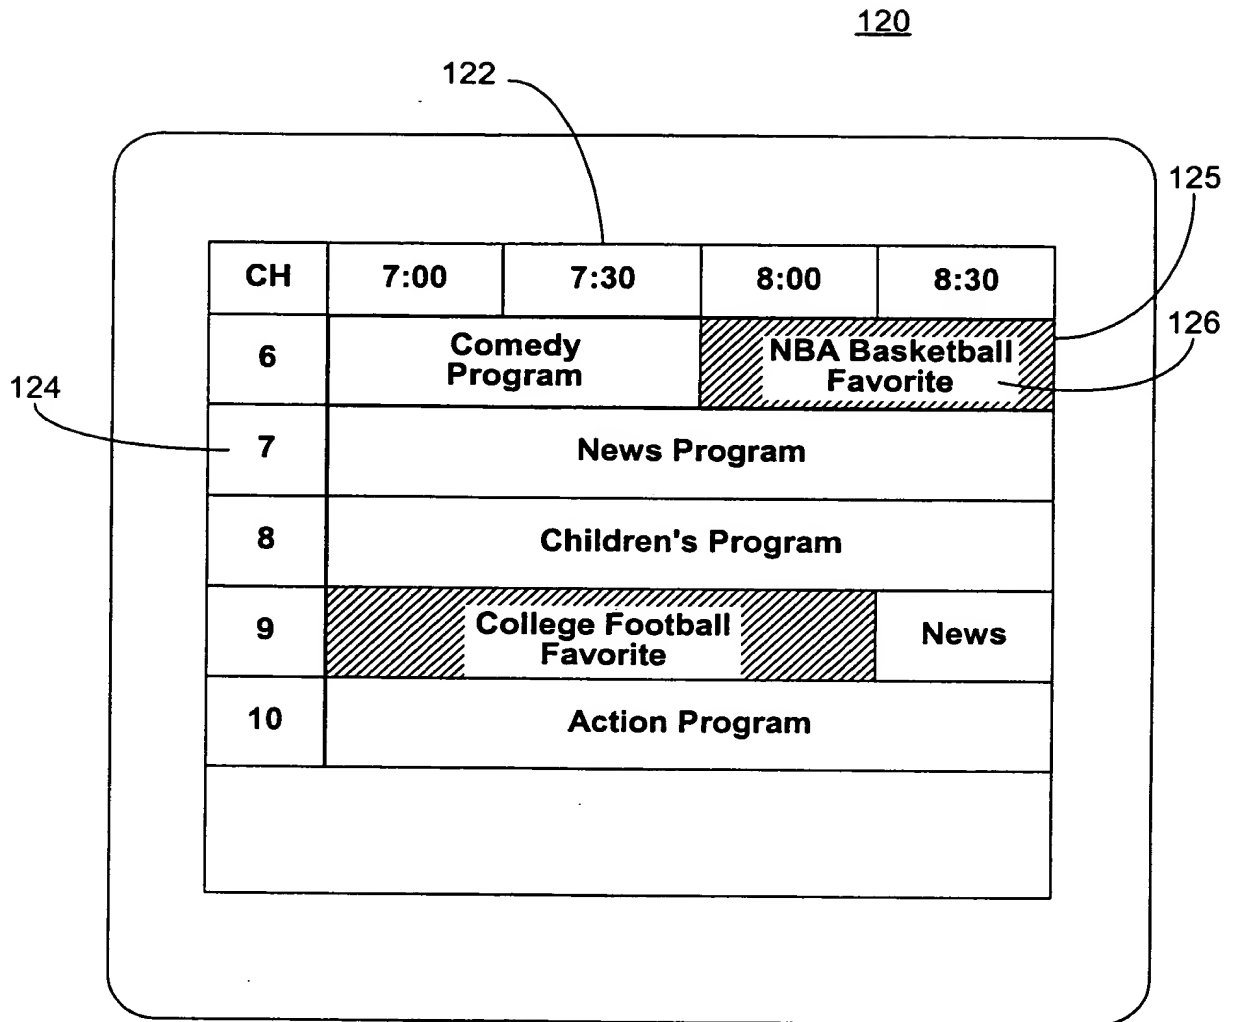 120
122
125
CH 7:00 7:30 8:00 8:30
126
6 Comedy Program NBA Basketball Favorite
124
7 News Program
8 Children's Program
9 College Football Favorite News
10 Action Program